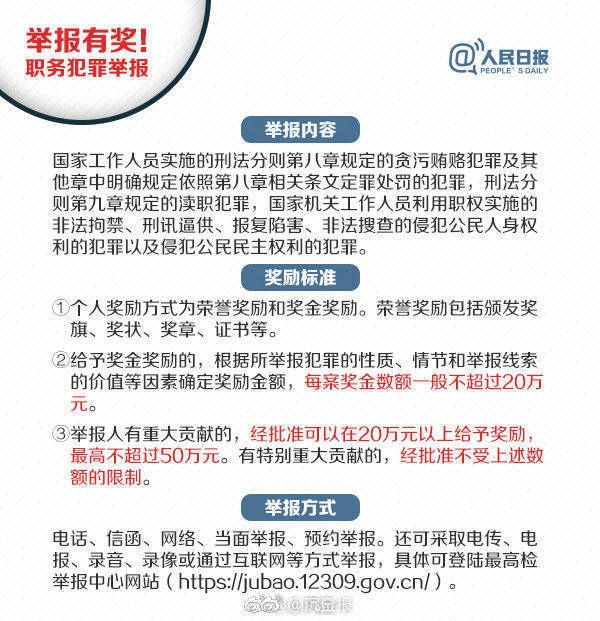 举报有奖!
职务犯罪举报
@人民日报
PEOPLE'S DAILY
举报内容
国家工作人员实施的刑法分则第八章规定的贪污贿赂犯罪及其
他章中明确规定依照第八章相关条文定罪处罚的犯罪，刑法分
则第九章规定的渎职犯罪，国家机关工作人员利用职权实施的
非法拘禁、刑讯逼供、报复陷害、非法搜查的侵犯公民人身权
利的犯罪以及侵犯公民民主权利的犯罪。
奖励标准
①个人奖励方式为荣誉奖励和奖金奖励。荣誉奖励包括颁发奖
旗、奖状、奖章、证书等。
②给予奖金奖励的，根据所举报犯罪的性质、情节和举报线索
的价值等因素确定奖励金额，每案奖金数额一般不超过20万
元。
③举报人有重大贡献的，经批准可以在20万元以上给予奖励，
最高不超过50万元。有特别重大贡献的，经批准不受上述数
额的限制。
举报方式
电话、信函、网络、当面举报、预约举报。还可采取电传、电
报、录音、录像或通过互联网等方式举报，具体可登陆最高检
举报中心网站（https://jubao.12309.gov.cn/）。